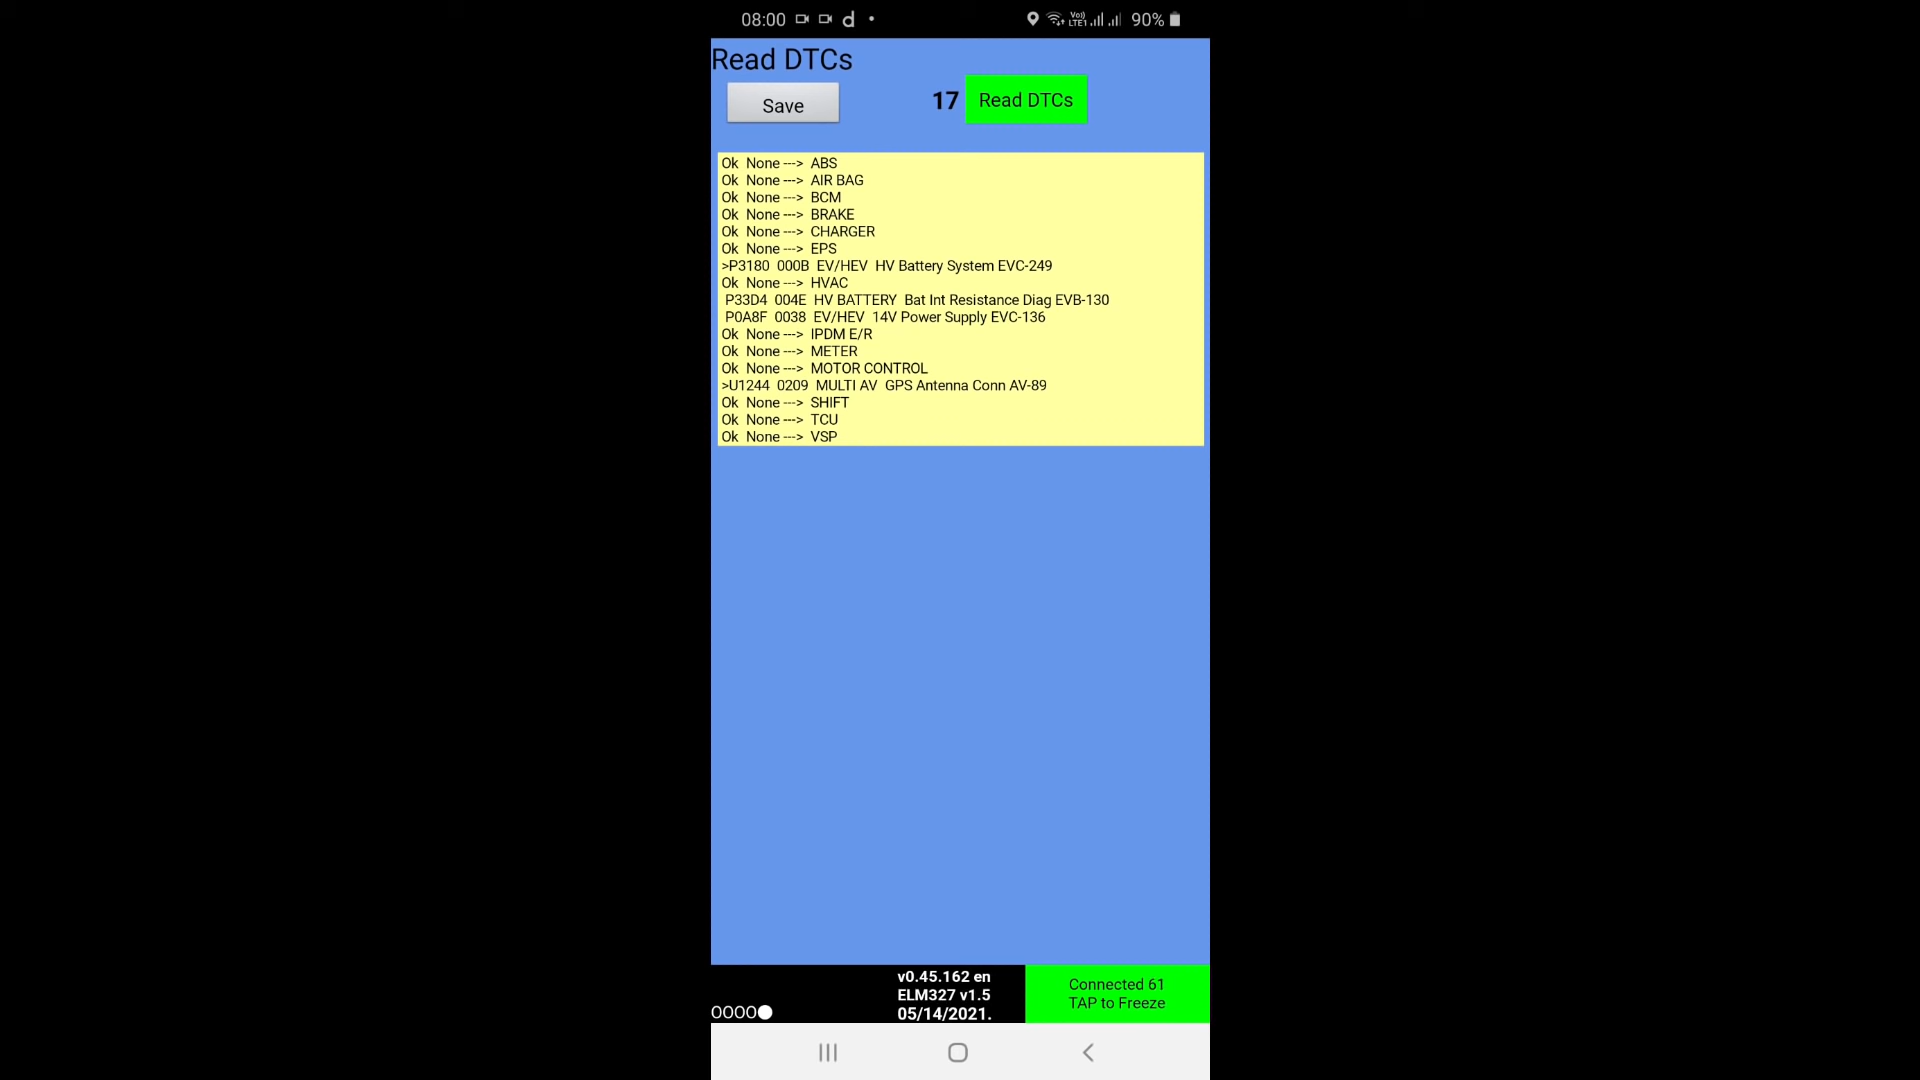 08:00 d 90%
Read DTCs
Save 17 Read DTCs
Ok None ---> ABS
Ok None ---> AIR BAG
Ok None ---> BCM
Ok None ---> BRAKE
Ok None ---> CHARGER
Ok None ---> EPS
>P3180 000B EV/HEV HV Battery System EVC-249
Ok None ---> HVAC
P33D4 004E HV BATTERY Bat Int Resistance Diag EVB-130
P0A8F 0038 EV/HEV 14V Power Supply EVC-136
Ok None ---> IPDM E/R
Ok None ---> METER
Ok None ---> MOTOR CONTROL
>U1244 0209 MULTI AV GPS Antenna Conn AV-89
Ok None ---> SHIFT
Ok None ---> TCU
Ok None ---> VSP
v0.45.162 en
ELM327 v1.5
05/14/2021.
Connected 61
TAP to Freeze